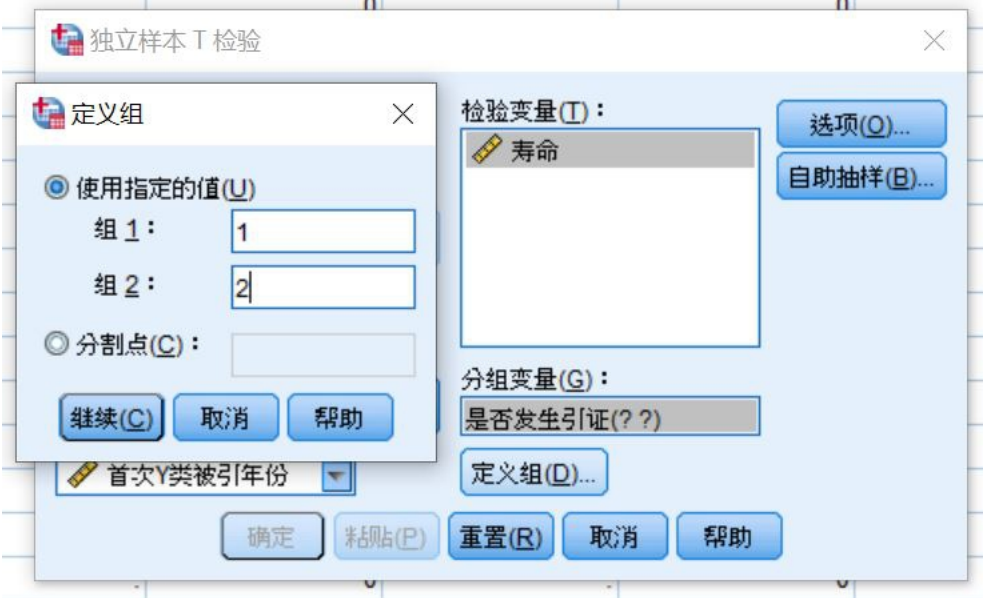 独立样本 T 检验
定义组
使用指定的值(U)
组 1：
1
组 2：
2
分割点(C)：
继续(C)
取消
帮助
检验变量(T)：
寿命
选项(O)...
自助抽样(B)...
分组变量(G)：
是否发生引证(? ?)
定义组(D)...
首次Y类被引年份
确定
粘贴(P)
重置(R)
取消
帮助